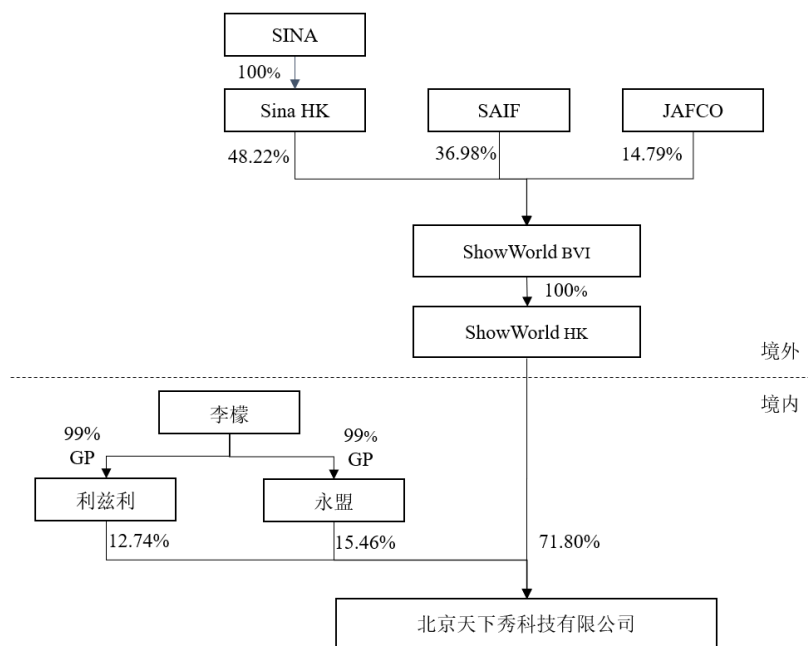 SINA
100%
Sina HK
SAIF
JAFCO
48.22%
36.98%
14.79%
ShowWorld BVI
100%
ShowWorld HK
境外
境内
李檬
99%
GP
99%
GP
利兹利
永盟
12.74%
15.46%
71.80%
北京天下秀科技有限公司